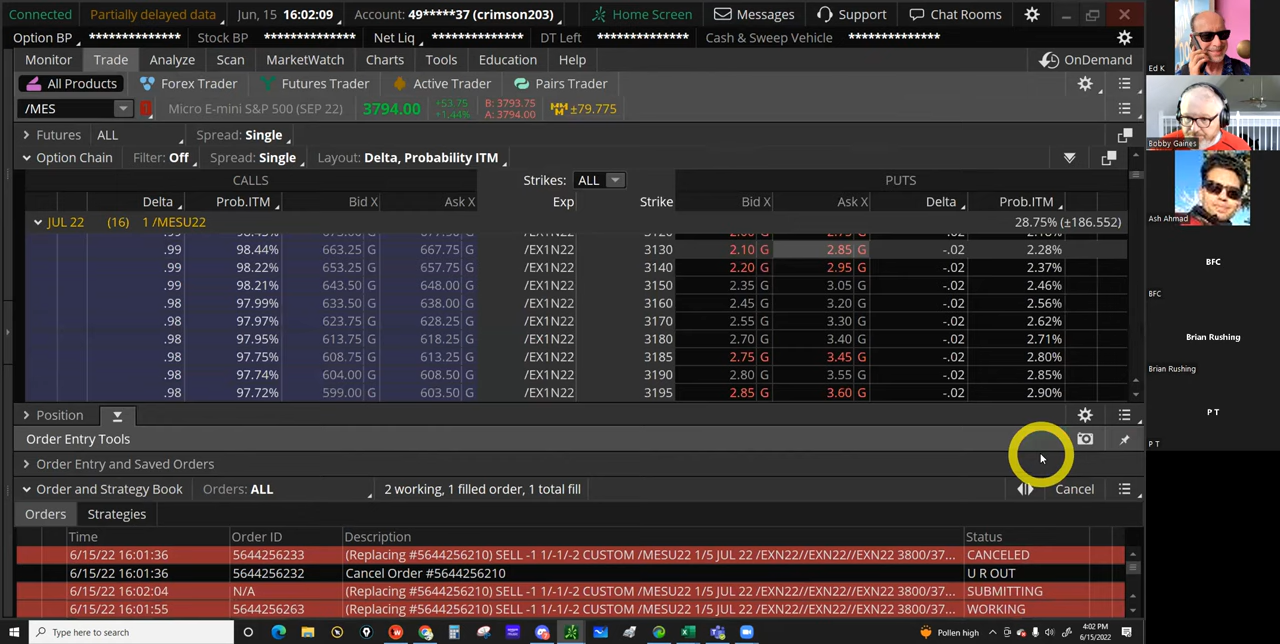 Connected Partially delayed data Jun, 15 16:02:09 Account: 49*****37 (crimson203) Home Screen Messages Support Chat Rooms
Option BP ************** Stock BP ************** Net Liq ************** DT Left ************** Cash & Sweep Vehicle **************
Monitor Trade Analyze Scan MarketWatch Charts Tools Education Help OnDemand
All Products Forex Trader Futures Trader Active Trader Pairs Trader
/MES Micro E-mini S&P 500 (SEP 22) 3794.00 +53.75 +1.44% B: 3793.75 A: 3794.00 ±79.775
Futures ALL Spread: Single
Option Chain Filter: Off Spread: Single Layout: Delta, Probability ITM
CALLS Strikes: ALL PUTS
Delta Prob.ITM Bid X Ask X Exp Strike Bid X Ask X Delta Prob.ITM
JUL 22 (16) 1 /MESU22 28.75% (±186.552)
.99 98.44% 663.25 G 667.75 G /EX1N22 3130 2.10 G 2.85 G -.02 2.28%
.99 98.22% 653.25 G 657.75 G /EX1N22 3140 2.20 G 2.95 G -.02 2.37%
.99 98.21% 643.50 G 648.00 G /EX1N22 3150 2.35 G 3.05 G -.02 2.46%
.98 97.99% 633.50 G 638.00 G /EX1N22 3160 2.45 G 3.20 G -.02 2.56%
.98 97.97% 623.75 G 628.25 G /EX1N22 3170 2.55 G 3.30 G -.02 2.62%
.98 97.95% 613.75 G 618.25 G /EX1N22 3180 2.70 G 3.40 G -.02 2.71%
.98 97.75% 608.75 G 613.25 G /EX1N22 3185 2.75 G 3.45 G -.02 2.80%
.98 97.74% 604.00 G 608.50 G /EX1N22 3190 2.80 G 3.55 G -.02 2.85%
.98 97.72% 599.00 G 603.50 G /EX1N22 3195 2.85 G 3.60 G -.02 2.90%
Position
Order Entry Tools
Order Entry and Saved Orders
Order and Strategy Book Orders: ALL 2 working, 1 filled order, 1 total fill Cancel
Orders Strategies
Time Order ID Description Status
6/15/22 16:01:36 5644256233 (Replacing #5644256210) SELL -1 1/-1/-2 CUSTOM /MESU22 1/5 JUL 22 /EXN22//EXN22//EXN22 3800/37... CANCELED
6/15/22 16:01:36 5644256232 Cancel Order #5644256210 U R OUT
6/15/22 16:02:04 N/A (Replacing #5644256210) SELL -1 1/-1/-2 CUSTOM /MESU22 1/5 JUL 22 /EXN22//EXN22//EXN22 3800/37... SUBMITTING
6/15/22 16:01:55 5644256263 (Replacing #5644256210) SELL -1 1/-1/-2 CUSTOM /MESU22 1/5 JUL 22 /EXN22//EXN22//EXN22 3800/37... WORKING
Type here to search Pollen high 4:02 PM
6/15/2022
Ed K
Bobby Gaines
Ash Ahmad
BFC
BFC
Brian Rushing
Brian Rushing
P T
P T